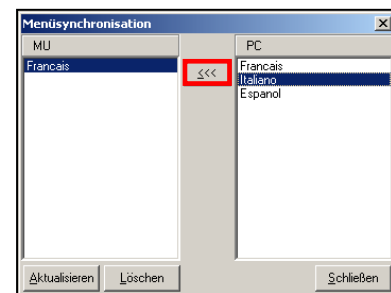 Menüsynchronisation
MU
PC
Francais
<<<
Francais
Italiano
Espanol
Aktualisieren
Löschen
Schließen